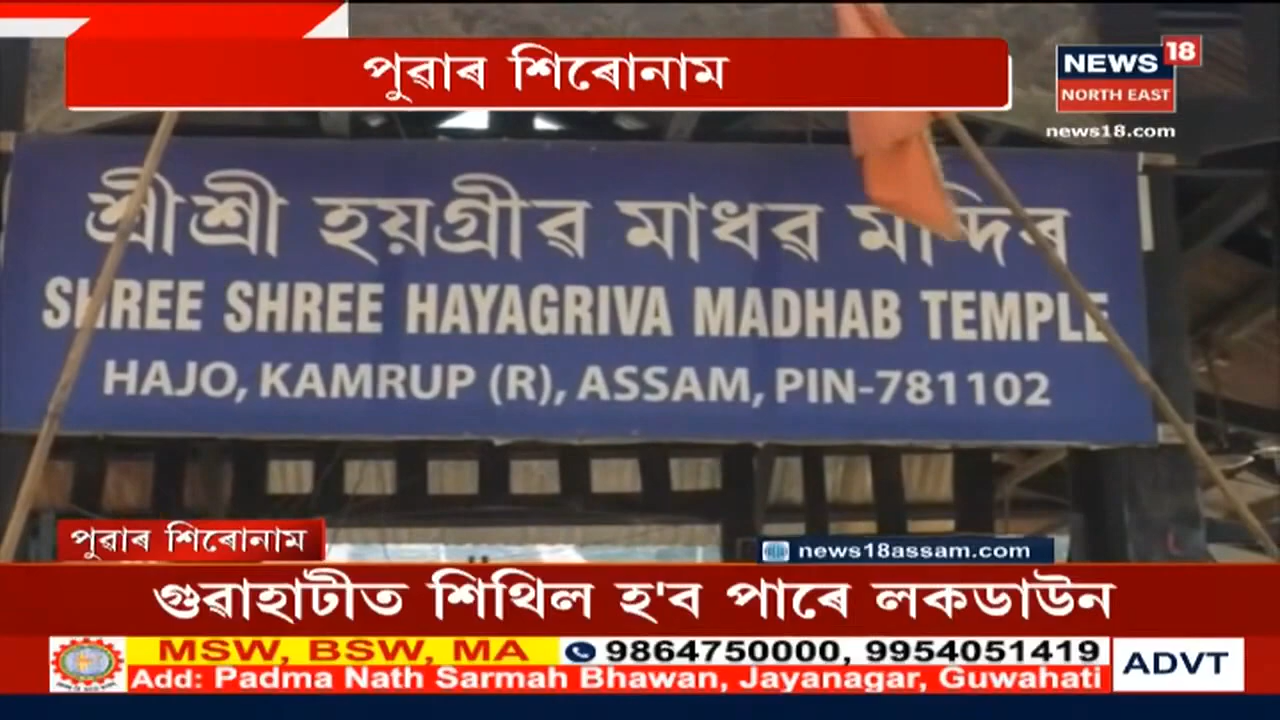 পুৱাৰ শিৰোনাম
NEWS 18
NORTH EAST
news18.com
শ্ৰীশ্ৰী হয়গ্ৰীৱ মাধৱ মন্দিৰ
SHREE SHREE HAYAGRIVA MADHAB TEMPLE
HAJO, KAMRUP (R), ASSAM, PIN-781102
পুৱাৰ শিৰোনাম
news18assam.com
গুৱাহাটীত শিথিল হ'ব পাৰে লকডাউন
MSW, BSW, MA 9864750000, 9954051419
Add: Padma Nath Sarmah Bhawan, Jayanagar, Guwahati
ADVT